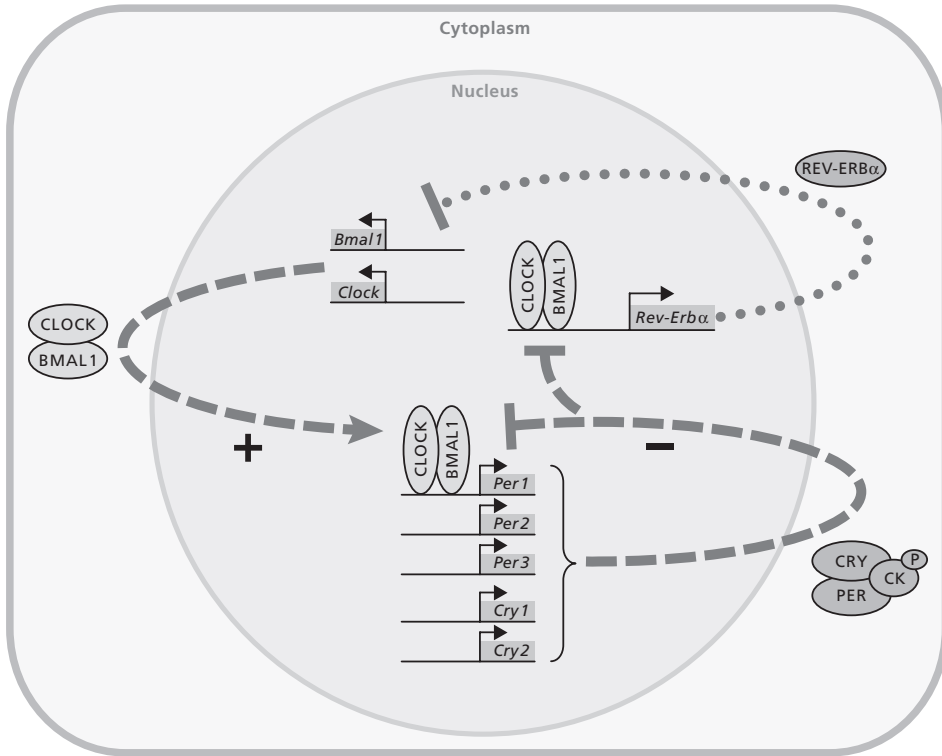 Cytoplasm
Nucleus
REV-ERBα
Bmal1
Clock
CLOCK
BMAL1
Rev-Erbα
CLOCK
BMAL1
+
CLOCK
BMAL1
–
Per1
Per2
Per3
Cry1
Cry2
CRY
PER
CK
P